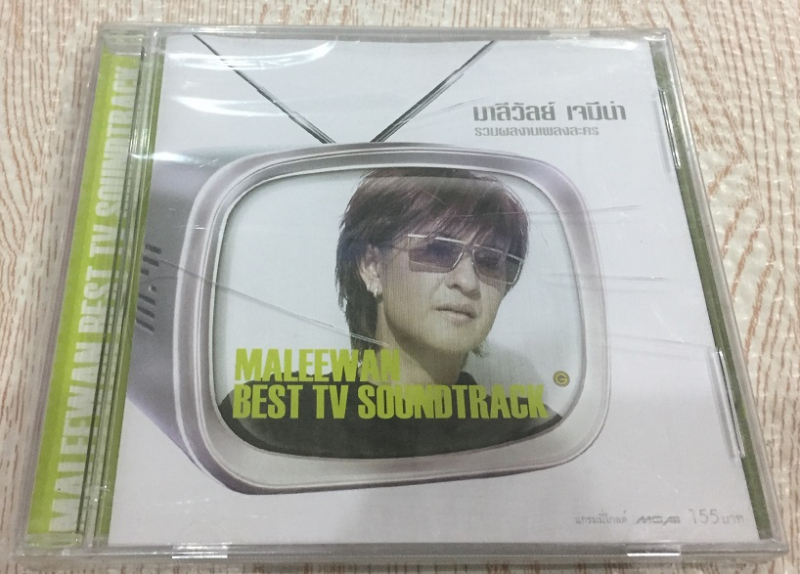 MALEEWAN BEST TV SOUNDTRACK
มาลีวัลย์ เจมีน่า
รวมผลงานเพลงละคร
MALEEWAN
BEST TV SOUNDTRACK
G
แกรมมี่โกลด์ MGA 155 บาท